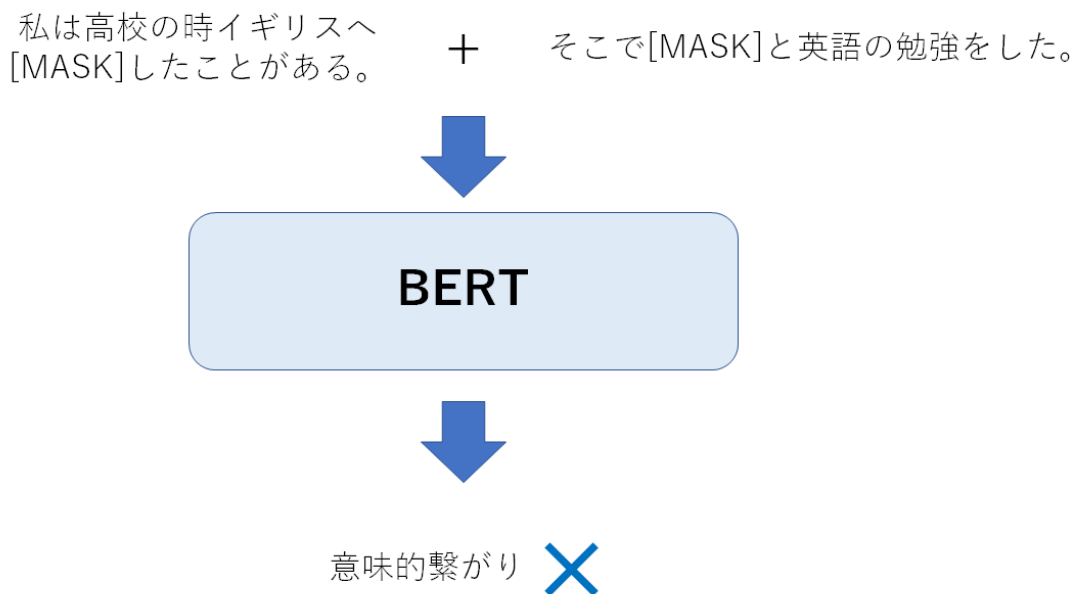 私は高校の時イギリスへ
[MASK]したことがある。
+
そこで[MASK]と英語の勉強をした。
BERT
意味的繋がり ×